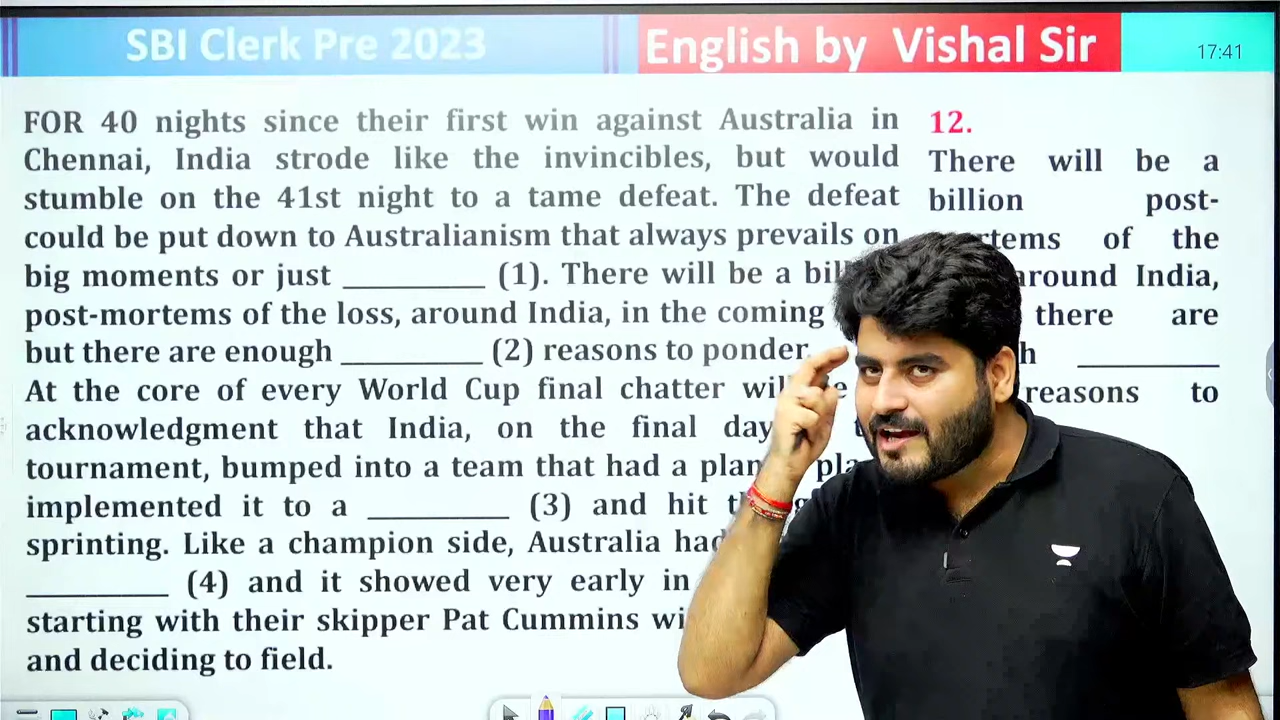 SBI Clerk Pre 2023
English by Vishal Sir
17:41
FOR 40 nights since their first win against Australia in
Chennai, India strode like the invincibles, but would
stumble on the 41st night to a tame defeat. The defeat
could be put down to Australianism that always prevails on
big moments or just __________ (1). There will be a
post-mortems of the loss, around India, in the coming
but there are enough __________ (2) reasons to ponder.
At the core of every World Cup final chatter
acknowledgment that India, on the final day
tournament, bumped into a team that had a
implemented it to a __________ (3) and hit
sprinting. Like a champion side, Australia had
__________ (4) and it showed very early in
starting with their skipper Pat Cummins
and deciding to field.
12.
There will be a
billion post-
of the
around India,
there are
__________
reasons to